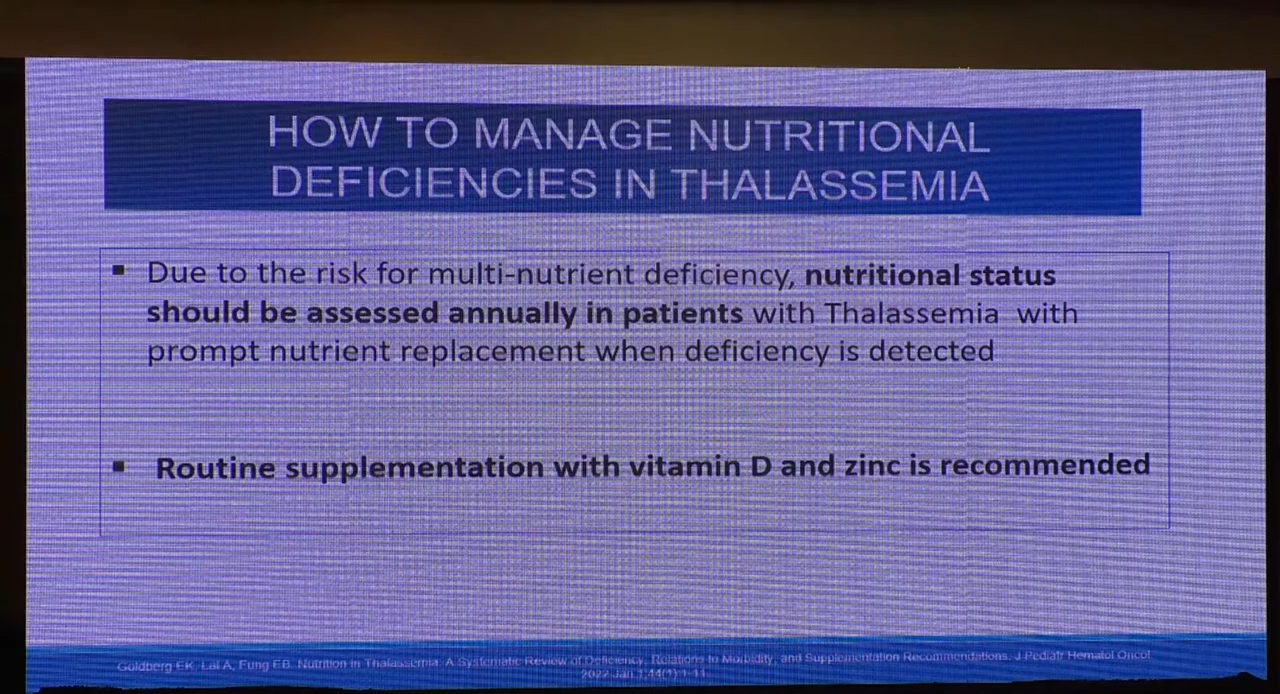 HOW TO MANAGE NUTRITIONAL
DEFICIENCIES IN THALASSEMIA
▪ Due to the risk for multi-nutrient deficiency, nutritional status
should be assessed annually in patients with Thalassemia with
prompt nutrient replacement when deficiency is detected
▪ Routine supplementation with vitamin D and zinc is recommended
Goldberg EK, Lal A, Fung EB. Nutrition in Thalassemia: A Systematic Review of Deficiency, Relations to Morbidity, and Supplementation Recommendations. J Pediatr Hematol Oncol.
2022 Jan 1;44(1):1-11.